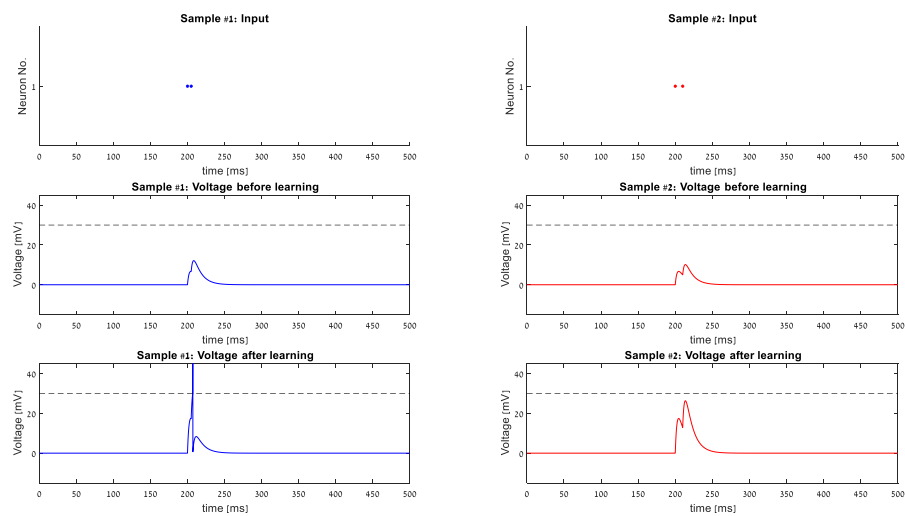 Sample #1: Input
Neuron No.
1
0 50 100 150 200 250 300 350 400 450 500
time [ms]
Sample #2: Input
Neuron No.
1
0 50 100 150 200 250 300 350 400 450 500
time [ms]
Sample #1: Voltage before learning
Voltage [mV]
40
20
0
0 50 100 150 200 250 300 350 400 450 500
time [ms]
Sample #2: Voltage before learning
Voltage [mV]
40
20
0
0 50 100 150 200 250 300 350 400 450 500
time [ms]
Sample #1: Voltage after learning
Voltage [mV]
40
20
0
0 50 100 150 200 250 300 350 400 450 500
time [ms]
Sample #2: Voltage after learning
Voltage [mV]
40
20
0
0 50 100 150 200 250 300 350 400 450 500
time [ms]